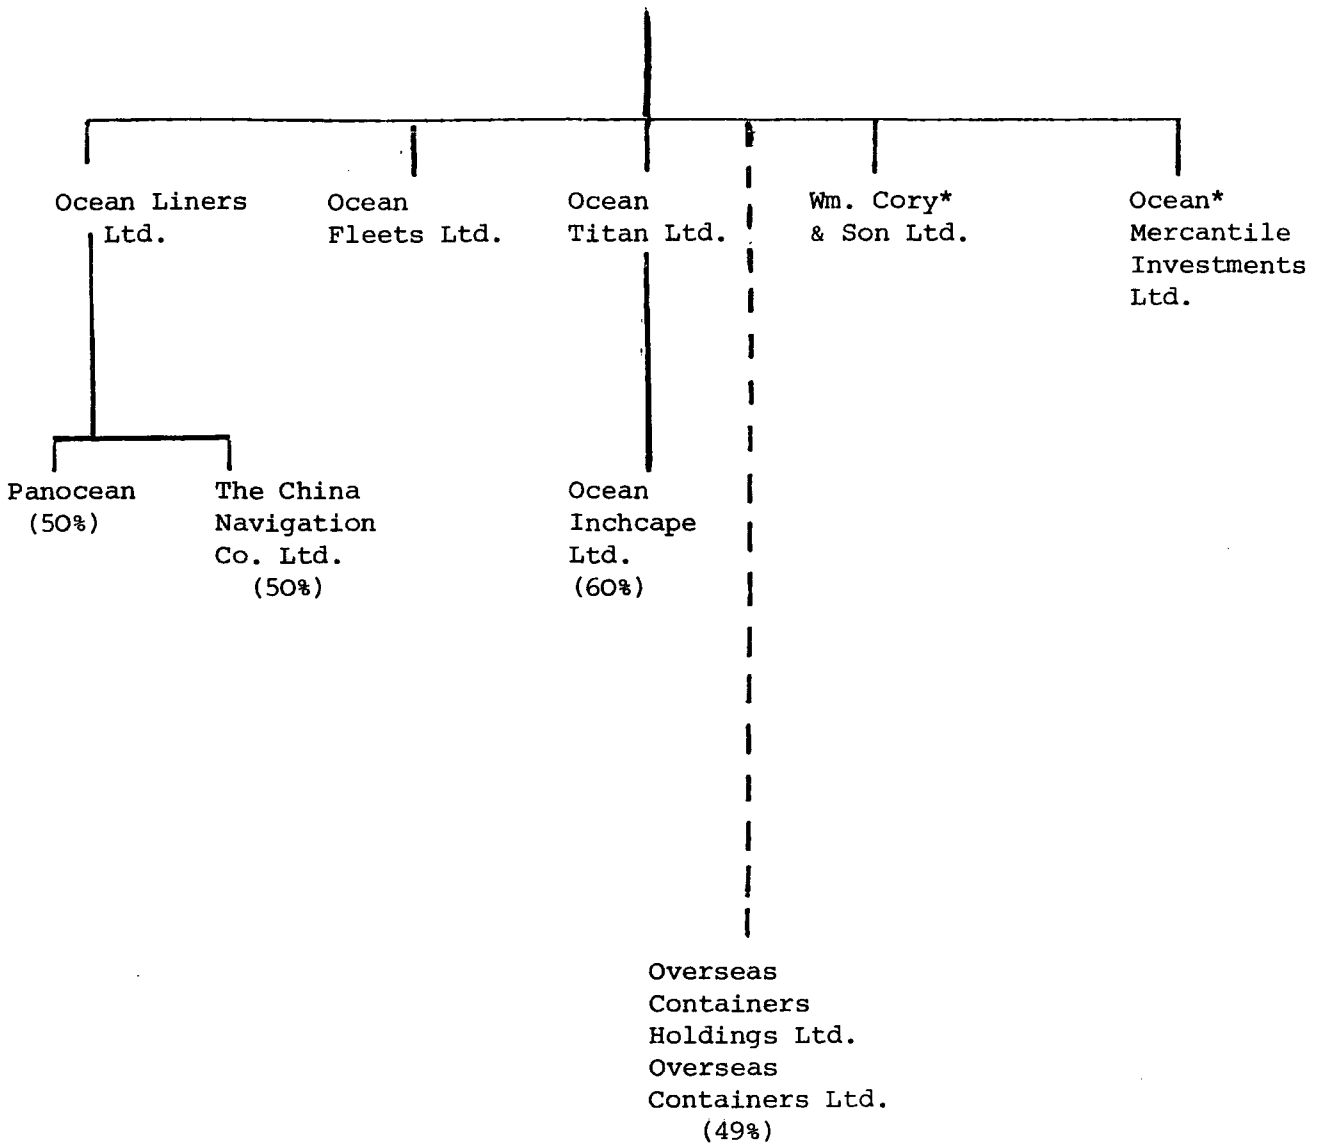 Ocean Liners
Ltd.
Ocean
Fleets Ltd.
Ocean
Titan Ltd.
Wm. Cory*
& Son Ltd.
Ocean*
Mercantile
Investments
Ltd.
Panocean
(50%)
The China
Navigation
Co. Ltd.
(50%)
Ocean
Inchcape
Ltd.
(60%)
Overseas
Containers
Holdings Ltd.
Overseas
Containers Ltd.
(49%)